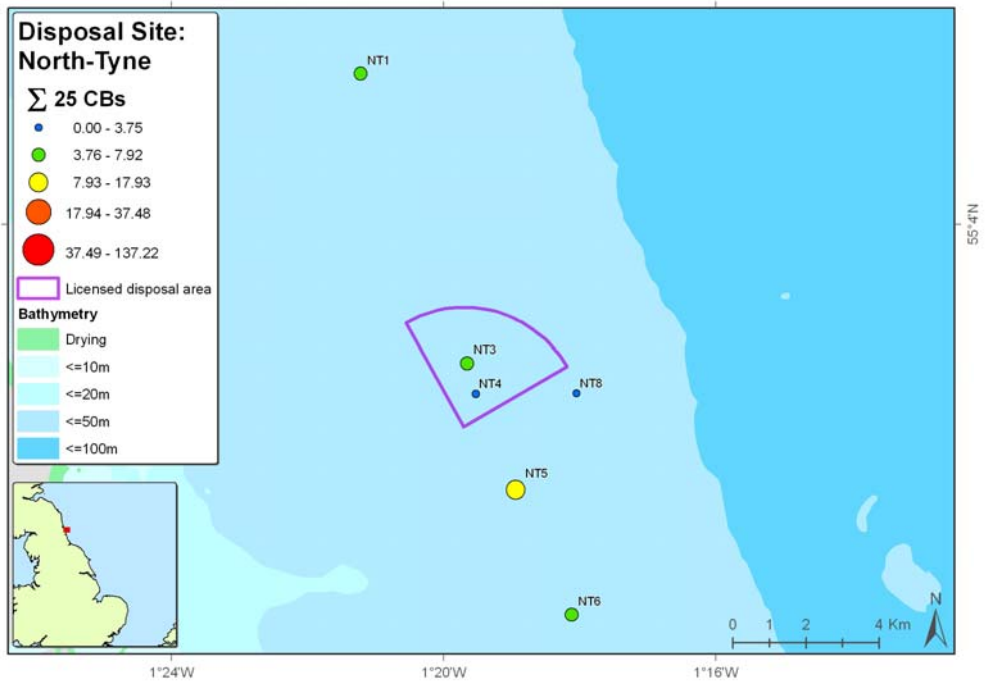 Disposal Site:
North-Tyne
∑ 25 CBs
0.00 - 3.75
3.76 - 7.92
7.93 - 17.93
17.94 - 37.48
37.49 - 137.22
Licensed disposal area
Bathymetry
Drying
<=10m
<=20m
<=50m
<=100m
NT1
NT3
NT4
NT8
NT5
NT6
55°4'N
N
0 1 2 4 Km
1°24'W 1°20'W 1°16'W